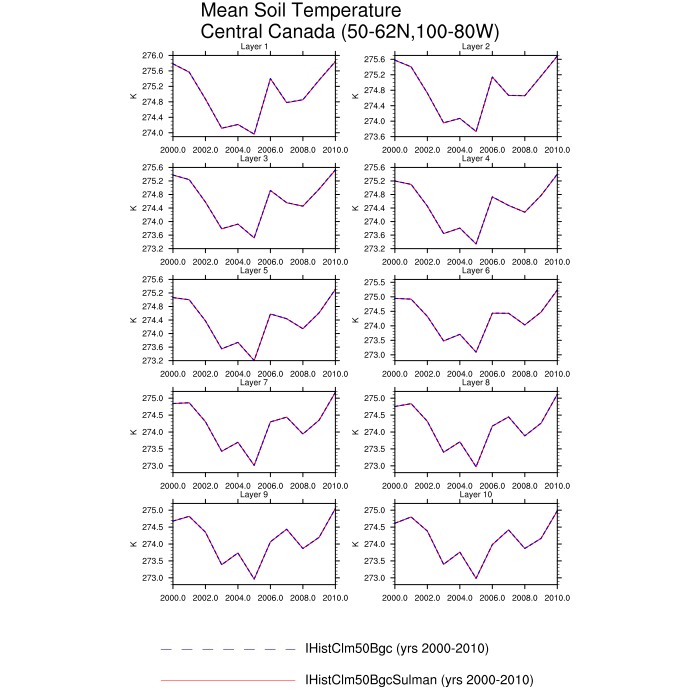 Mean Soil Temperature
Central Canada (50-62N,100-80W)
Layer 1
276.0
275.6
275.2
274.8
274.4
274.0
K
2000.0 2002.0 2004.0 2006.0 2008.0 2010.0
Layer 2
275.6
275.2
274.8
274.4
274.0
273.6
K
2000.0 2002.0 2004.0 2006.0 2008.0 2010.0
Layer 3
275.6
275.2
274.8
274.4
274.0
273.6
273.2
K
2000.0 2002.0 2004.0 2006.0 2008.0 2010.0
Layer 4
275.6
275.2
274.8
274.4
274.0
273.6
273.2
K
2000.0 2002.0 2004.0 2006.0 2008.0 2010.0
Layer 5
275.6
275.2
274.8
274.4
274.0
273.6
273.2
K
2000.0 2002.0 2004.0 2006.0 2008.0 2010.0
Layer 6
275.5
275.0
274.5
274.0
273.5
273.0
K
2000.0 2002.0 2004.0 2006.0 2008.0 2010.0
Layer 7
275.0
274.5
274.0
273.5
273.0
K
2000.0 2002.0 2004.0 2006.0 2008.0 2010.0
Layer 8
275.0
274.5
274.0
273.5
273.0
K
2000.0 2002.0 2004.0 2006.0 2008.0 2010.0
Layer 9
275.0
274.5
274.0
273.5
273.0
K
2000.0 2002.0 2004.0 2006.0 2008.0 2010.0
Layer 10
275.0
274.5
274.0
273.5
273.0
K
2000.0 2002.0 2004.0 2006.0 2008.0 2010.0
IHistClm50Bgc (yrs 2000-2010)
IHistClm50BgcSulman (yrs 2000-2010)